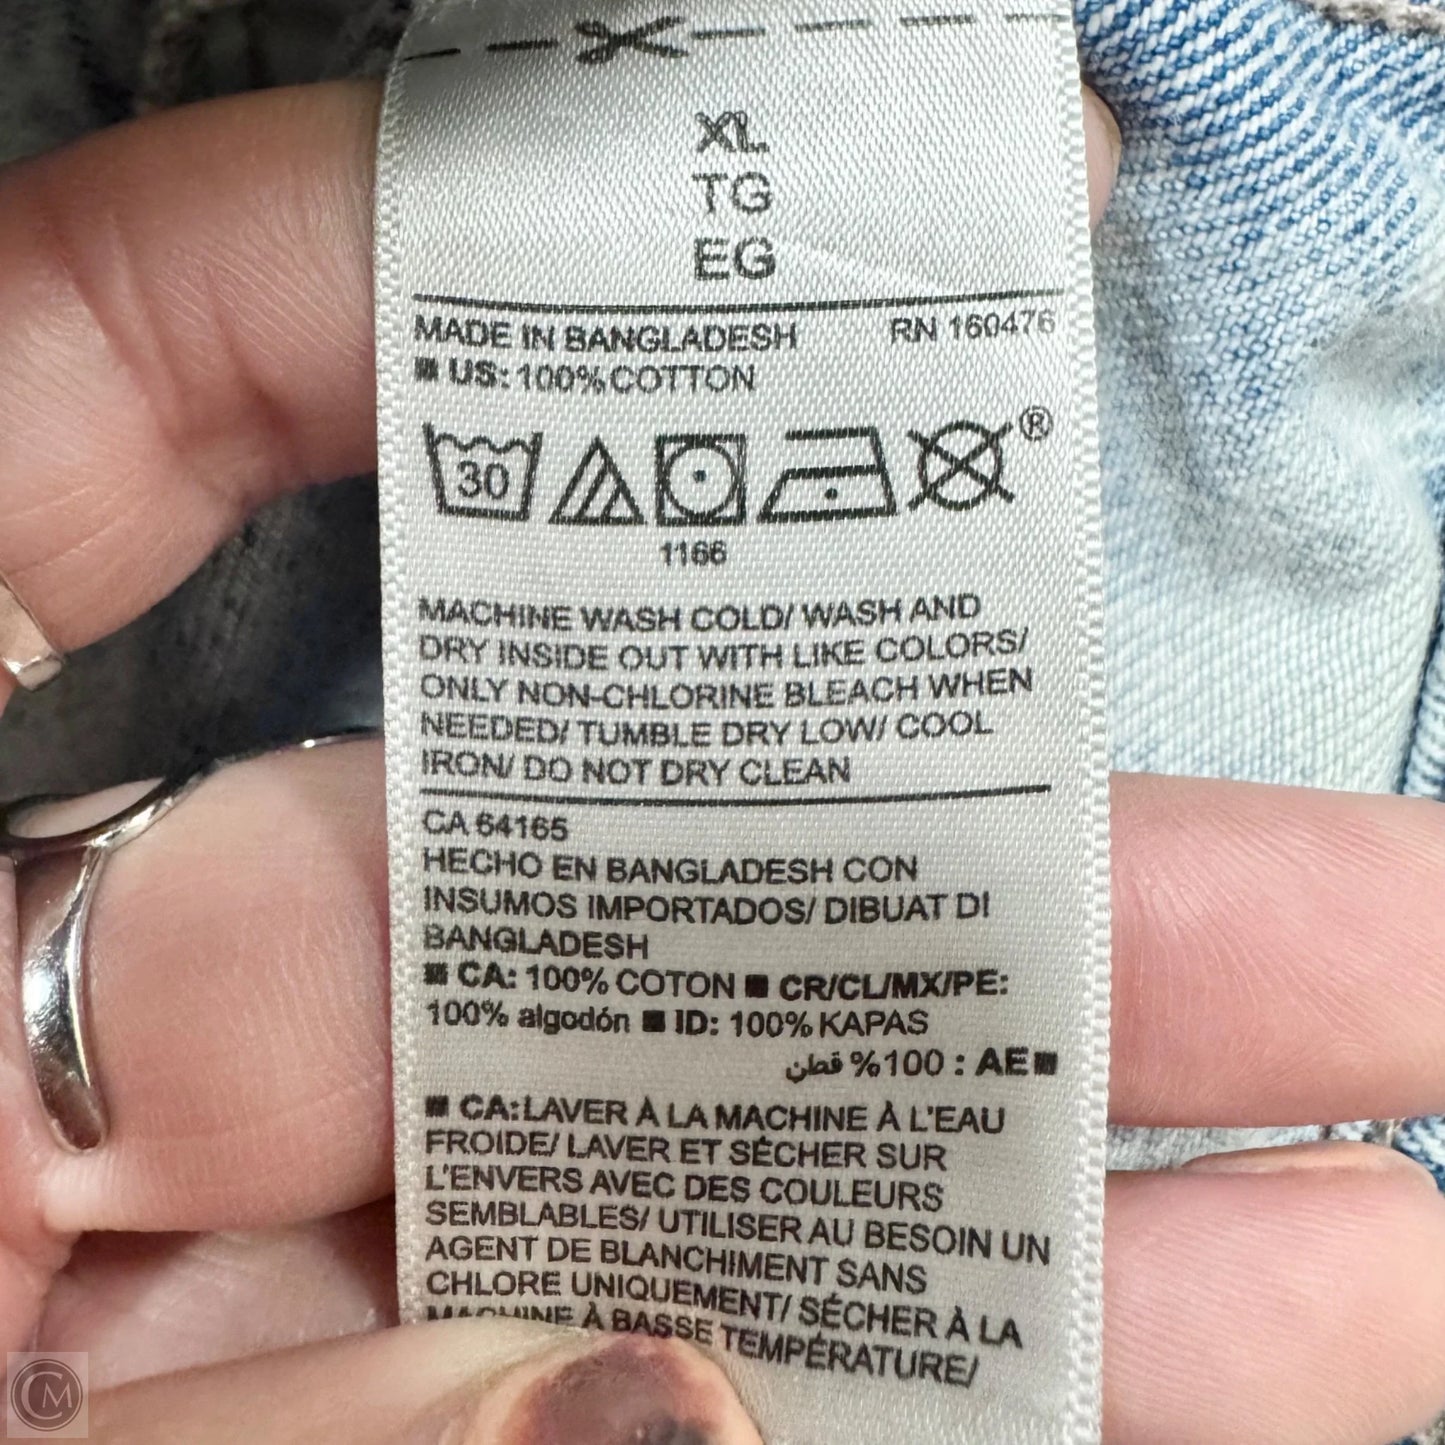 XL
TG
EG
MADE IN BANGLADESH RN 160476
■ US: 100% COTTON
30
®
1166
MACHINE WASH COLD/ WASH AND
DRY INSIDE OUT WITH LIKE COLORS/
ONLY NON-CHLORINE BLEACH WHEN
NEEDED/ TUMBLE DRY LOW/ COOL
IRON/ DO NOT DRY CLEAN
CA 64165
HECHO EN BANGLADESH CON
INSUMOS IMPORTADOS/ DIBUAT DI
BANGLADESH
■ CA: 100% COTON ■ CR/CL/MX/PE:
100% algodón ■ ID: 100% KAPAS
■ AE : 100% قطن
■ CA: LAVER À LA MACHINE À L'EAU
FROIDE/ LAVER ET SÉCHER SUR
L'ENVERS AVEC DES COULEURS
SEMBLABLES/ UTILISER AU BESOIN UN
AGENT DE BLANCHIMENT SANS
CHLORE UNIQUEMENT/ SÉCHER À LA
MACHINE À BASSE TEMPÉRATURE/
CM